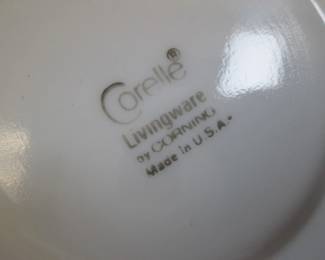 Corelle®
Livingware
by CORNING
Made in U.S.A.